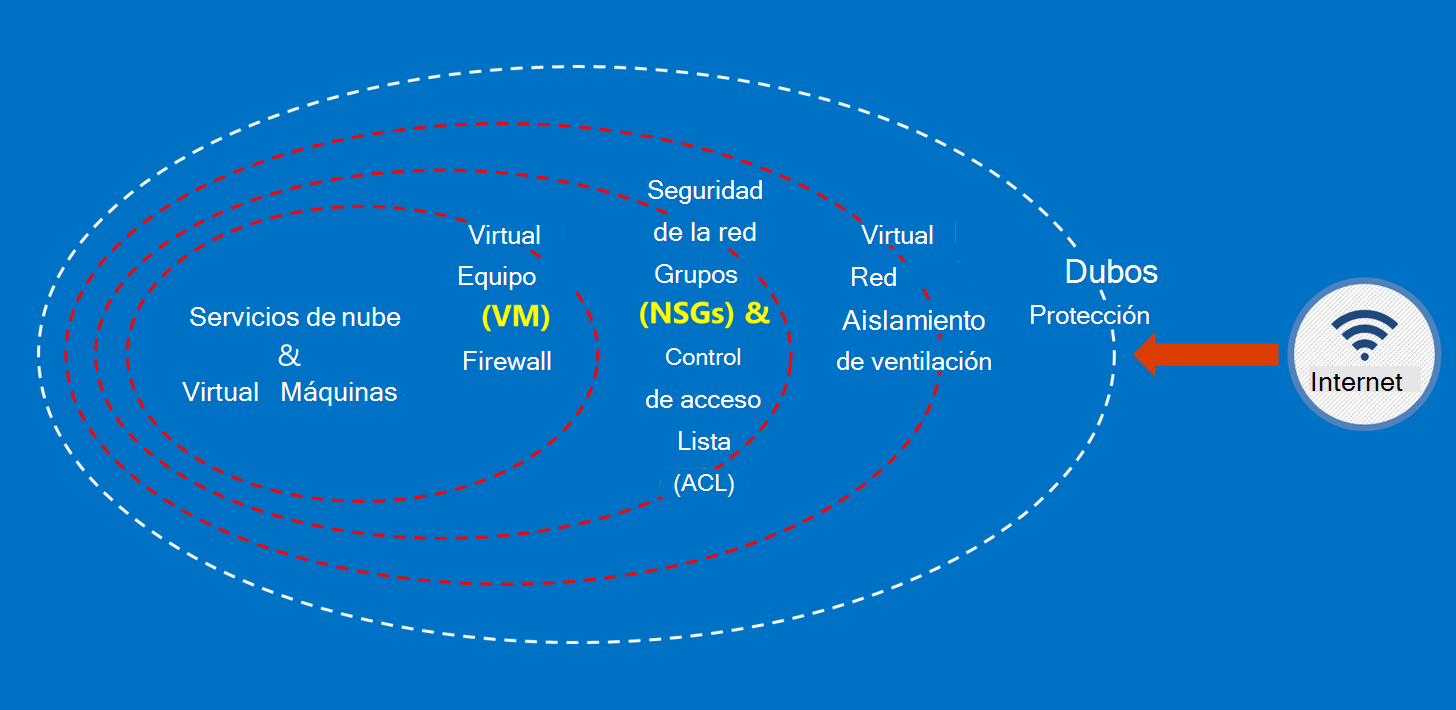 Servicios de nube
&
Virtual Máquinas
Virtual
Equipo
(VM)
Firewall
Seguridad
de la red
Grupos
(NSGs) &
Control
de acceso
Lista
(ACL)
Virtual
Red
Aislamiento
de ventilación
Dubos
Protección
Internet